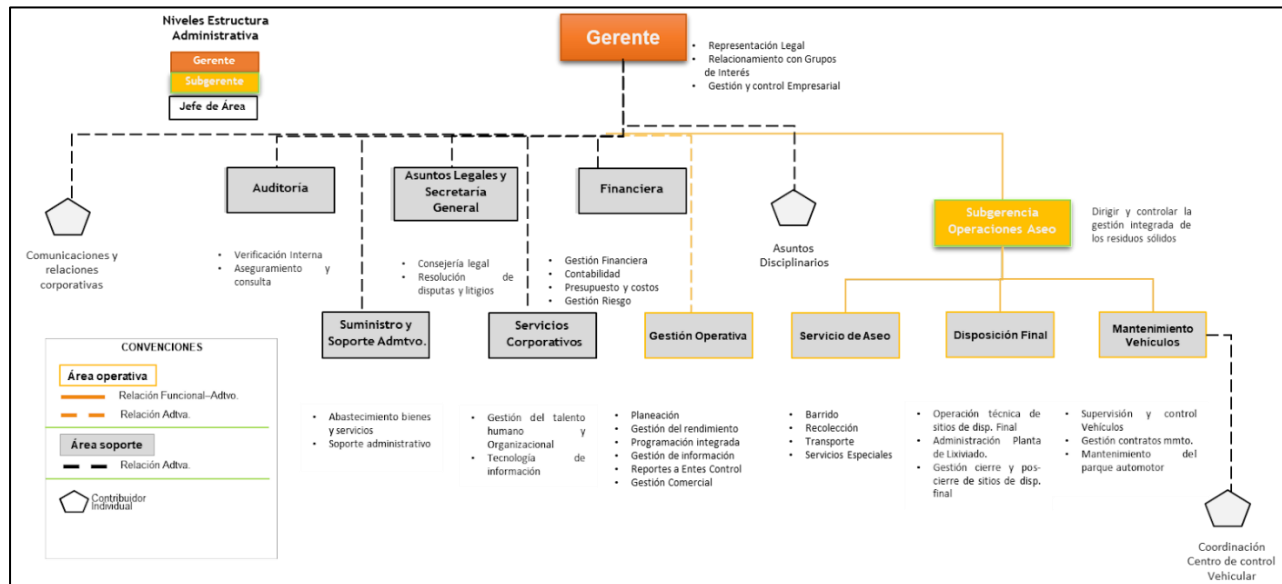 Niveles Estructura
Administrativa
Gerente
Subgerente
Jefe de Área
Gerente
• Representación Legal
• Relacionamiento con Grupos
de Interés
• Gestión y control Empresarial
Auditoría
Asuntos Legales y
Secretaría
General
Financiera
Subgerencia
Operaciones Aseo
Dirigir y controlar la
gestión integrada de
los residuos sólidos
Comunicaciones y
relaciones
corporativas
• Verificación Interna
• Aseguramiento y
consulta
• Consejería legal
• Resolución de
disputas y litigios
• Gestión Financiera
• Contabilidad
• Presupuesto y costos
• Gestión Riesgo
Asuntos
Disciplinarios
Suministro y
Soporte Admtvo.
Servicios
Corporativos
Gestión Operativa
Servicio de Aseo
Disposición Final
Mantenimiento
Vehículos
• Abastecimiento bienes
y servicios
• Soporte administrativo
• Gestión del talento
humano y
Organizacional
• Tecnología de
información
• Planeación
• Gestión del rendimiento
• Programación integrada
• Gestión de información
• Reportes a Entes Control
• Gestión Comercial
• Barrido
• Recolección
• Transporte
• Servicios Especiales
• Operación técnica de
sitios de disp. Final
• Administración Planta
de Lixiviado.
• Gestión cierre y pos-
cierre de sitios de disp.
final
• Supervisión y control
Vehículos
• Gestión contratos mmto.
• Mantenimiento del
parque automotor
Coordinación
Centro de control
Vehicular
CONVENCIONES
Área operativa
Relación Funcional–Adtvo.
Relación Adtva.
Área soporte
Relación Adtva.
Contribuidor
Individual